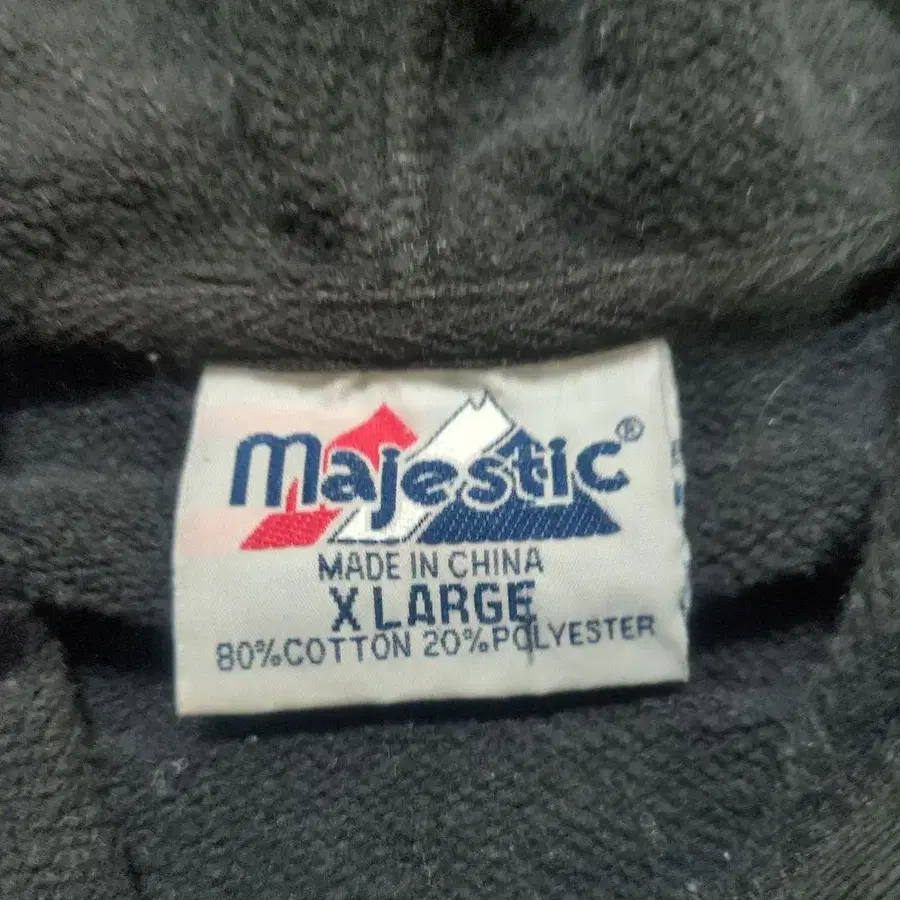 majestic®
MADE IN CHINA
X LARGE
80%COTTON 20%POLYESTER